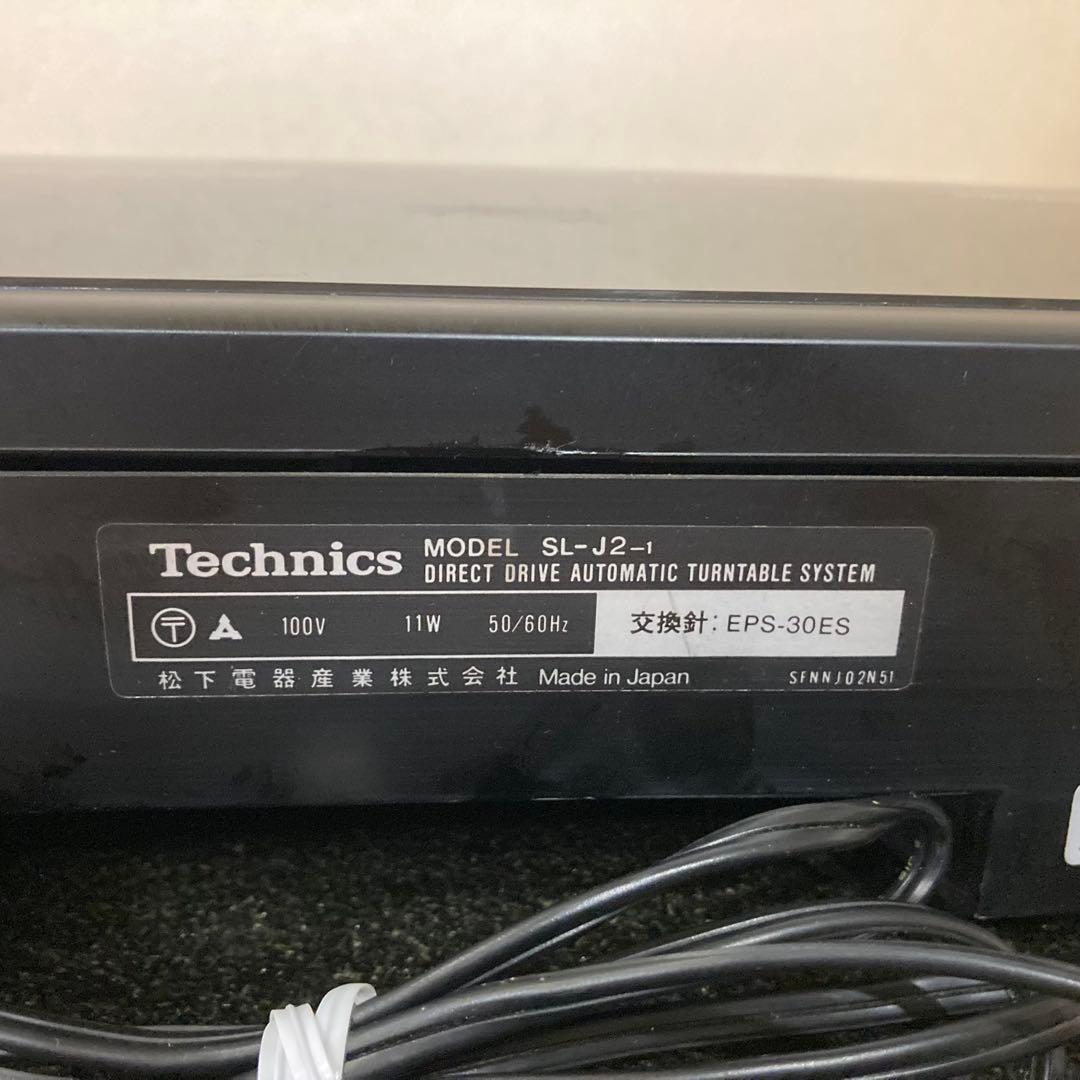 Technics MODEL SL-J2-1
DIRECT DRIVE AUTOMATIC TURNTABLE SYSTEM
〒 100V 11W 50/60Hz 交換針: EPS-30ES
松下電器産業株式会社 Made in Japan SFNNJ02N51